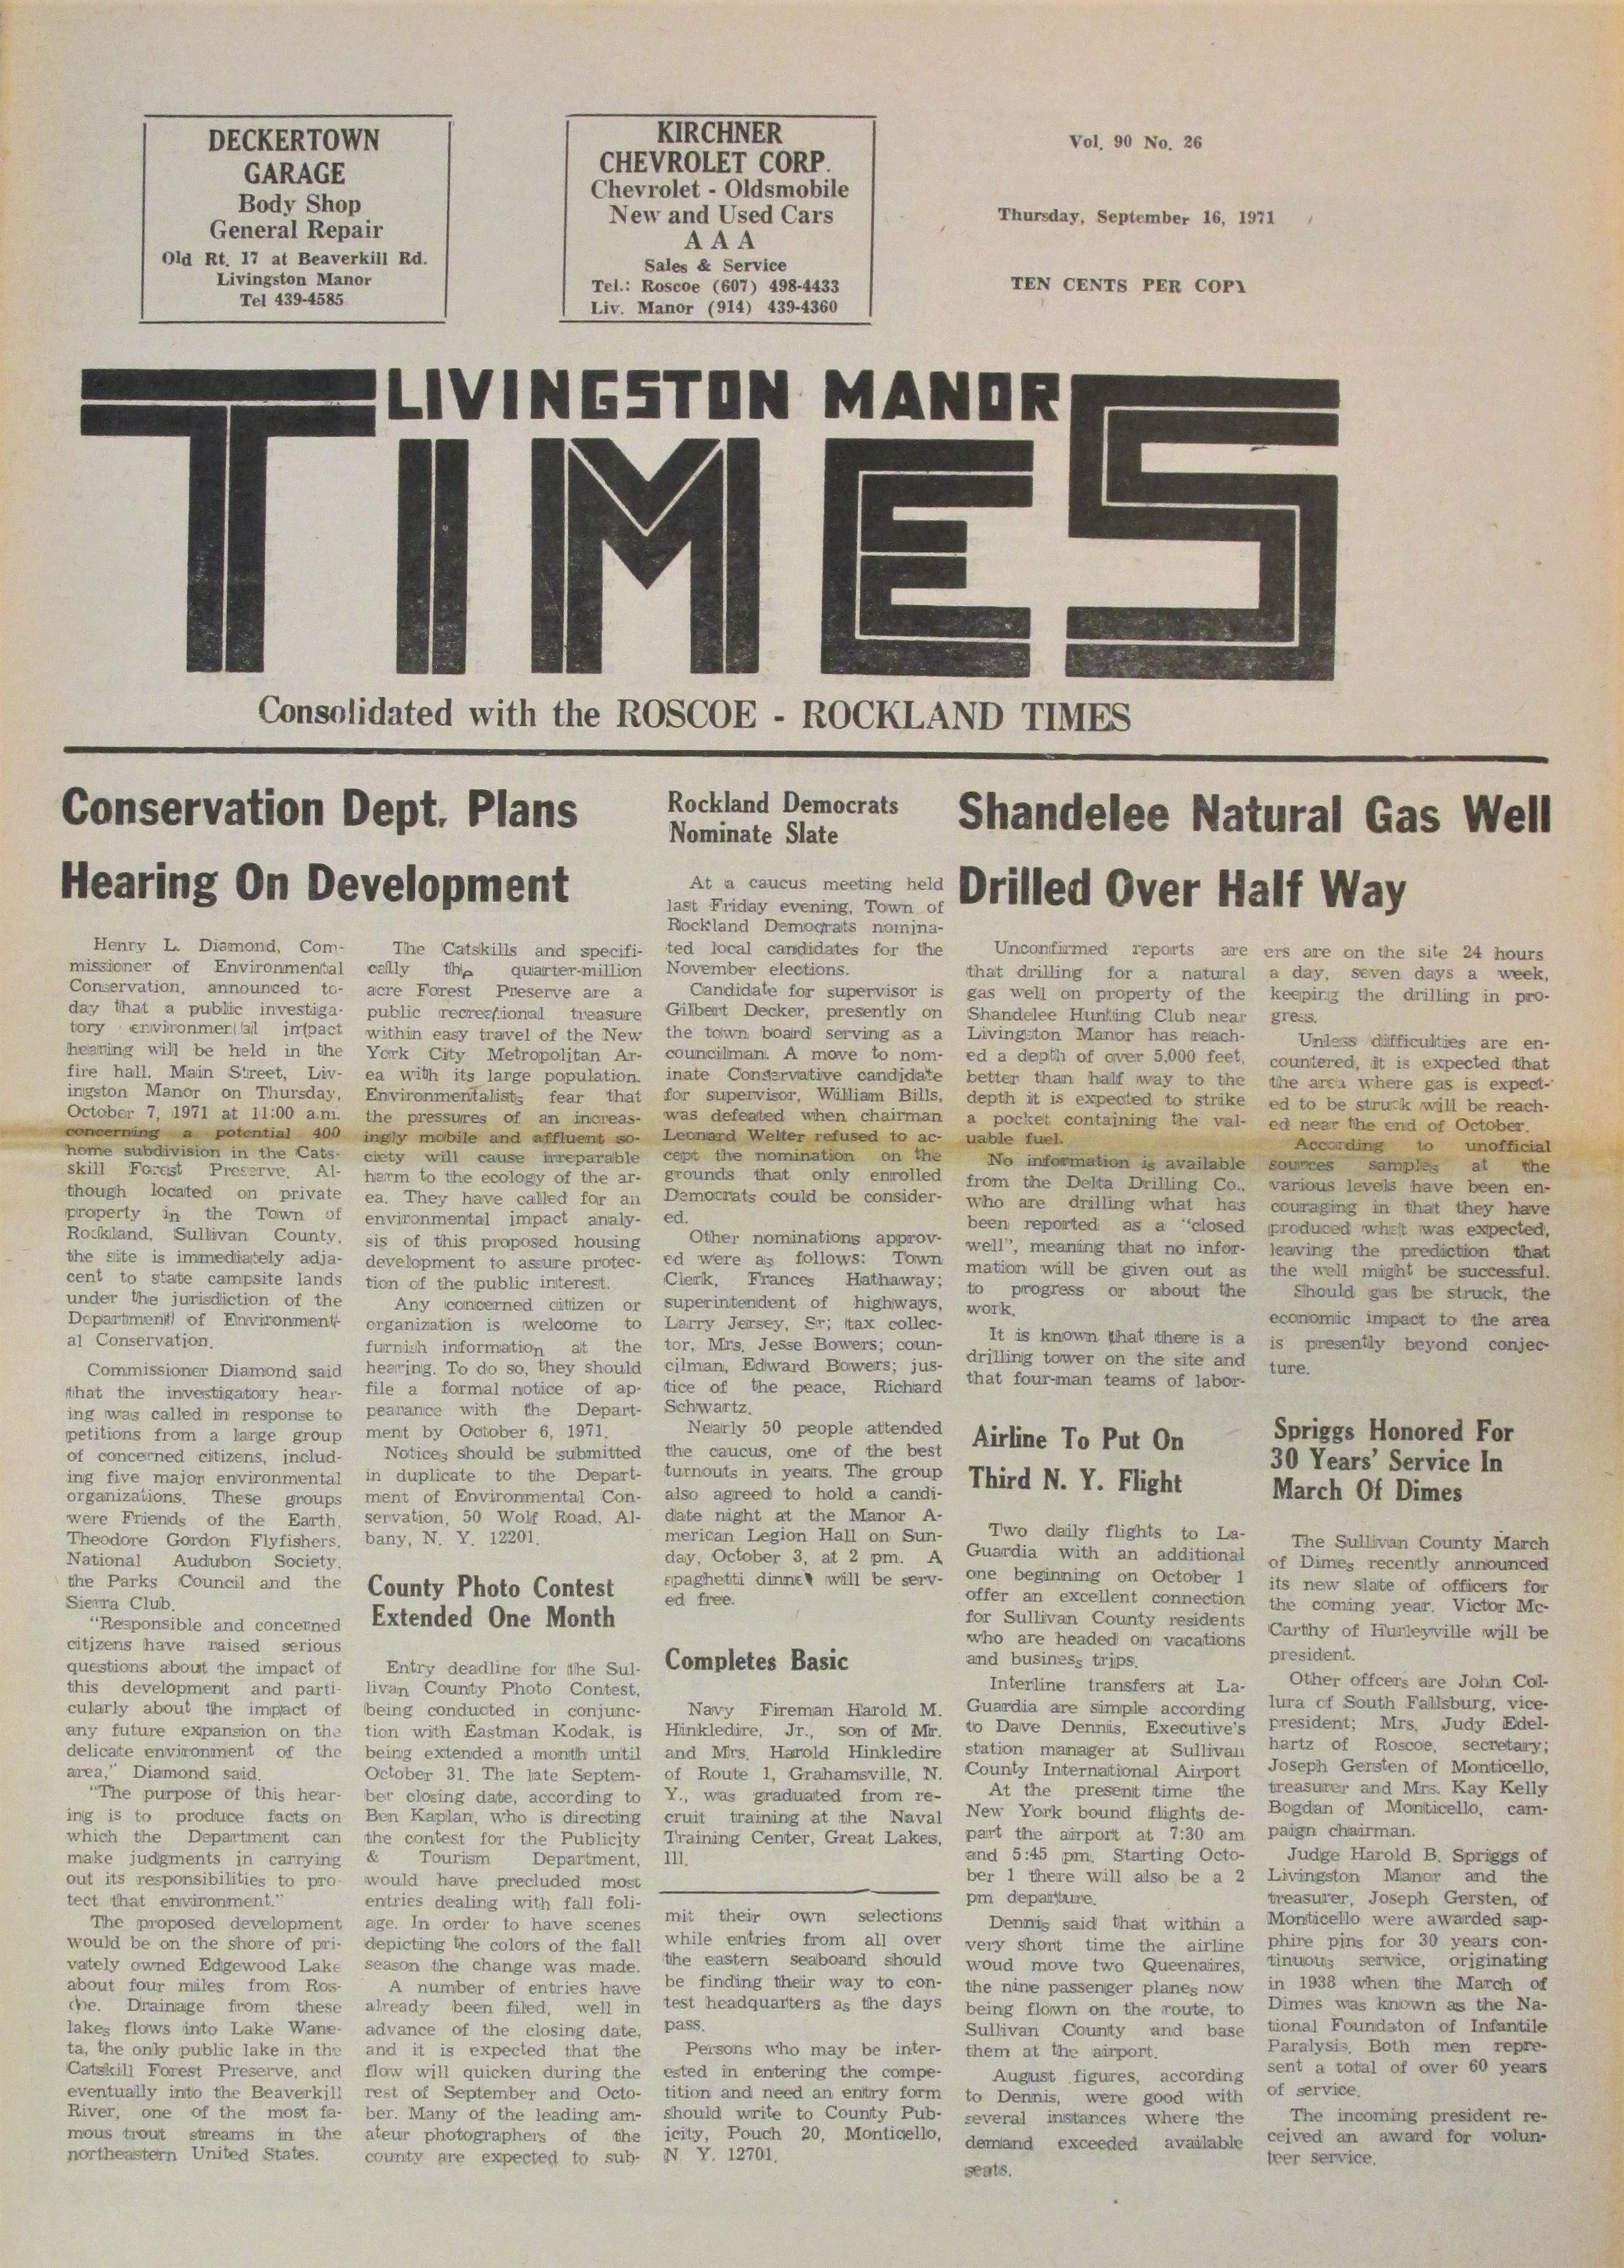 DECKERTOWN
GARAGE
Body Shop
General Repair
Old Rt. 17 at Beaverkill Rd.
Livingston Manor
Tel 439-4585
KIRCHNER
CHEVROLET CORP.
Chevrolet - Oldsmobile
New and Used Cars
A A A
Sales & Service
Tel.: Roscoe (607) 498-4433
Liv. Manor (914) 439-4360
Vol. 90 No. 26
Thursday, September 16, 1971
TEN CENTS PER COPY
LIVINGSTON MANOR
TIMES
Consolidated with the ROSCOE - ROCKLAND TIMES
Conservation Dept. Plans
Hearing On Development
Henry L. Diamond, Com-
missioner of Environmental
Conservation, announced to-
day that a public investiga-
tory environmental impact
hearing will be held in the
fire hall, Main Street, Liv-
ingston Manor on Thursday,
October 7, 1971 at 11:00 a.m.
concerning a potential 400
home subdivision in the Cats-
skill Forest Preserve. Al-
though located on private
property in the Town of
Rockland, Sullivan County,
the site is immediately adja-
cent to state campsite lands
under the jurisdiction of the
Department of Environment-
al Conservation.
Commissioner Diamond said
that the investigatory hear-
ing was called in response to
petitions from a large group
of concerned citizens, includ-
ing five major environmental
organizations. These groups
were Friends of the Earth,
Theodore Gordon Flyfishers,
National Audubon Society,
the Parks Council and the
Sierra Club.
"Responsible and concerned
citizens have raised serious
questions about the impact of
this development and parti-
cularly about the impact of
any future expansion on the
delicate environment of the
area," Diamond said.
"The purpose of this hear-
ing is to produce facts on
which the Department can
make judgments in carrying
out its responsibilities to pro-
tect that environment."
The proposed development
would be on the shore of pri-
vately owned Edgewood Lake
about four miles from Ros-
che. Drainage from these
lakes flows into Lake Wane-
ta, the only public lake in the
Catskill Forest Preserve, and
eventually into the Beaverkill
River, one of the most fa-
mous trout streams in the
northeastern United States.
The Catskills and specifi-
cally the quarter-million
acre Forest Preserve are a
public recreational treasure
within easy travel of the New
York City Metropolitan Ar-
ea with its large population.
Environmentalists fear that
the pressures of an increas-
ingly mobile and affluent so-
ciety will cause irreparable
harm to the ecology of the ar-
ea. They have called for an
environmental impact analy-
sis of this proposed housing
development to assure protec-
tion of the public interest.
Any concerned citizen or
organization is welcome to
furnish information at the
hearing. To do so, they should
file a formal notice of ap-
pearance with the Depart-
ment by October 6, 1971.
Notices should be submitted
in duplicate to the Depart-
ment of Environmental Con-
servation, 50 Wolf Road, Al-
bany, N. Y. 12201.
County Photo Contest
Extended One Month
Entry deadline for the Sul-
livan County Photo Contest,
being conducted in conjunc-
tion with Eastman Kodak, is
being extended a month until
October 31. The late Septem-
ber closing date, according to
Ben Kaplan, who is directing
the contest for the Publicity
& Tourism Department,
would have precluded most
entries dealing with fall foli-
age. In order to have scenes
depicting the colors of the fall
season the change was made.
A number of entries have
already been filed, well in
advance of the closing date,
and it is expected that the
flow will quicken during the
rest of September and Octo-
ber. Many of the leading am-
ateur photographers of the
county are expected to sub-
Rockland Democrats
Nominate Slate
At a caucus meeting held
last Friday evening, Town of
Rockland Democrats nomina-
ted local candidates for the
November elections.
Candidate for supervisor is
Gilbert Decker, presently on
the town board serving as a
councilman. A move to nom-
inate Conservative candidate
for supervisor, William Bills,
was defeated when chairman
Leonard Welter refused to ac-
cept the nomination on the
grounds that only enrolled
Democrats could be consider-
ed.
Other nominations approv-
ed were as follows: Town
Clerk, Frances Hathaway;
superintendent of highways,
Larry Jersey, Sr; tax collec-
tor, Mrs. Jesse Bowers; coun-
cilman, Edward Bowers; jus-
tice of the peace, Richard
Schwartz.
Nearly 50 people attended
the caucus, one of the best
turnouts in years. The group
also agreed to hold a candi-
date night at the Manor A-
merican Legion Hall on Sun-
day, October 3, at 2 pm. A
spaghetti dinner will be serv-
ed free.
Completes Basic
Navy Fireman Harold M.
Hinkledire, Jr., son of Mr.
and Mrs. Harold Hinkledire
of Route 1, Grahamsville, N.
Y., was graduated from re-
cruit training at the Naval
Training Center, Great Lakes,
Ill.
mit their own selections
while entries from all over
the eastern seaboard should
be finding their way to con-
test headquarters as the days
pass.
Persons who may be inter-
ested in entering the compe-
tition and need an entry form
should write to County Pub-
icity, Pouch 20, Monticello,
N. Y. 12701.
Shandelee Natural Gas Well
Drilled Over Half Way
Unconfirmed reports are
that drilling for a natural
gas well on property of the
Shandelee Hunting Club near
Livingston Manor has reach-
ed a depth of over 5,000 feet,
better than half way to the
depth it is expected to strike
a pocket containing the val-
uable fuel.
No information is available
from the Delta Drilling Co.,
who are drilling what has
been reported as a "closed
well", meaning that no infor-
mation will be given out as
to progress or about the
work.
It is known that there is a
drilling tower on the site and
that four-man teams of labor-
ers are on the site 24 hours
a day, seven days a week,
keeping the drilling in pro-
gress.
Unless difficulties are en-
countered, it is expected that
the area where gas is expect-
ed to be struck will be reach-
ed near the end of October.
According to unofficial
sources samples at the
various levels have been en-
couraging in that they have
produced what was expected,
leaving the prediction that
the well might be successful.
Should gas be struck, the
economic impact to the area
is presently beyond conjec-
ture.
Airline To Put On
Third N. Y. Flight
Two daily flights to La-
Guardia with an additional
one beginning on October 1
offer an excellent connection
for Sullivan County residents
who are headed on vacations
and business trips.
Interline transfers at La-
Guardia are simple according
to Dave Dennis, Executive's
station manager at Sullivan
County International Airport
At the present time the
New York bound flights de-
part the airport at 7:30 am
and 5:45 pm. Starting Octo-
ber 1 there will also be a 2
pm departure.
Dennis said that within a
very short time the airline
woud move two Queenaires,
the nine passenger planes now
being flown on the route, to
Sullivan County and base
them at the airport.
August figures, according
to Dennis, were good with
several instances where the
demand exceeded available
seats.
Spriggs Honored For
30 Years' Service In
March Of Dimes
The Sullivan County March
of Dimes recently announced
its new slate of officers for
the coming year. Victor Mc-
Carthy of Hurleyville will be
president.
Other offcers are John Col-
lura of South Fallsburg, vice-
president; Mrs. Judy Edel-
hartz of Roscoe, secretary;
Joseph Gersten of Monticello,
treasurer and Mrs. Kay Kelly
Bogdan of Monticello, cam-
paign chairman.
Judge Harold B. Spriggs of
Livingston Manor and the
treasurer, Joseph Gersten, of
Monticello were awarded sap-
phire pins for 30 years con-
tinuous service, originating
in 1938 when the March of
Dimes was known as the Na-
tional Foundaton of Infantile
Paralysis. Both men repre-
sent a total of over 60 years
of service.
The incoming president re-
ceived an award for volun-
teer service.